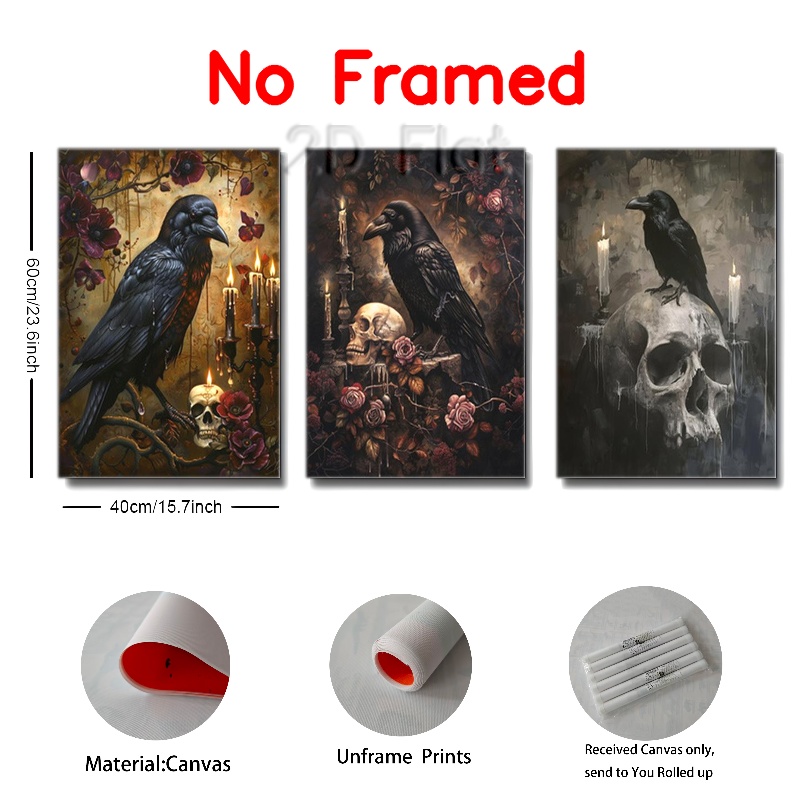 No Framed
2D Flat
60cm/23.6inch
40cm/15.7inch
Material:Canvas
Unframe Prints
Received Canvas only,
send to You Rolled up